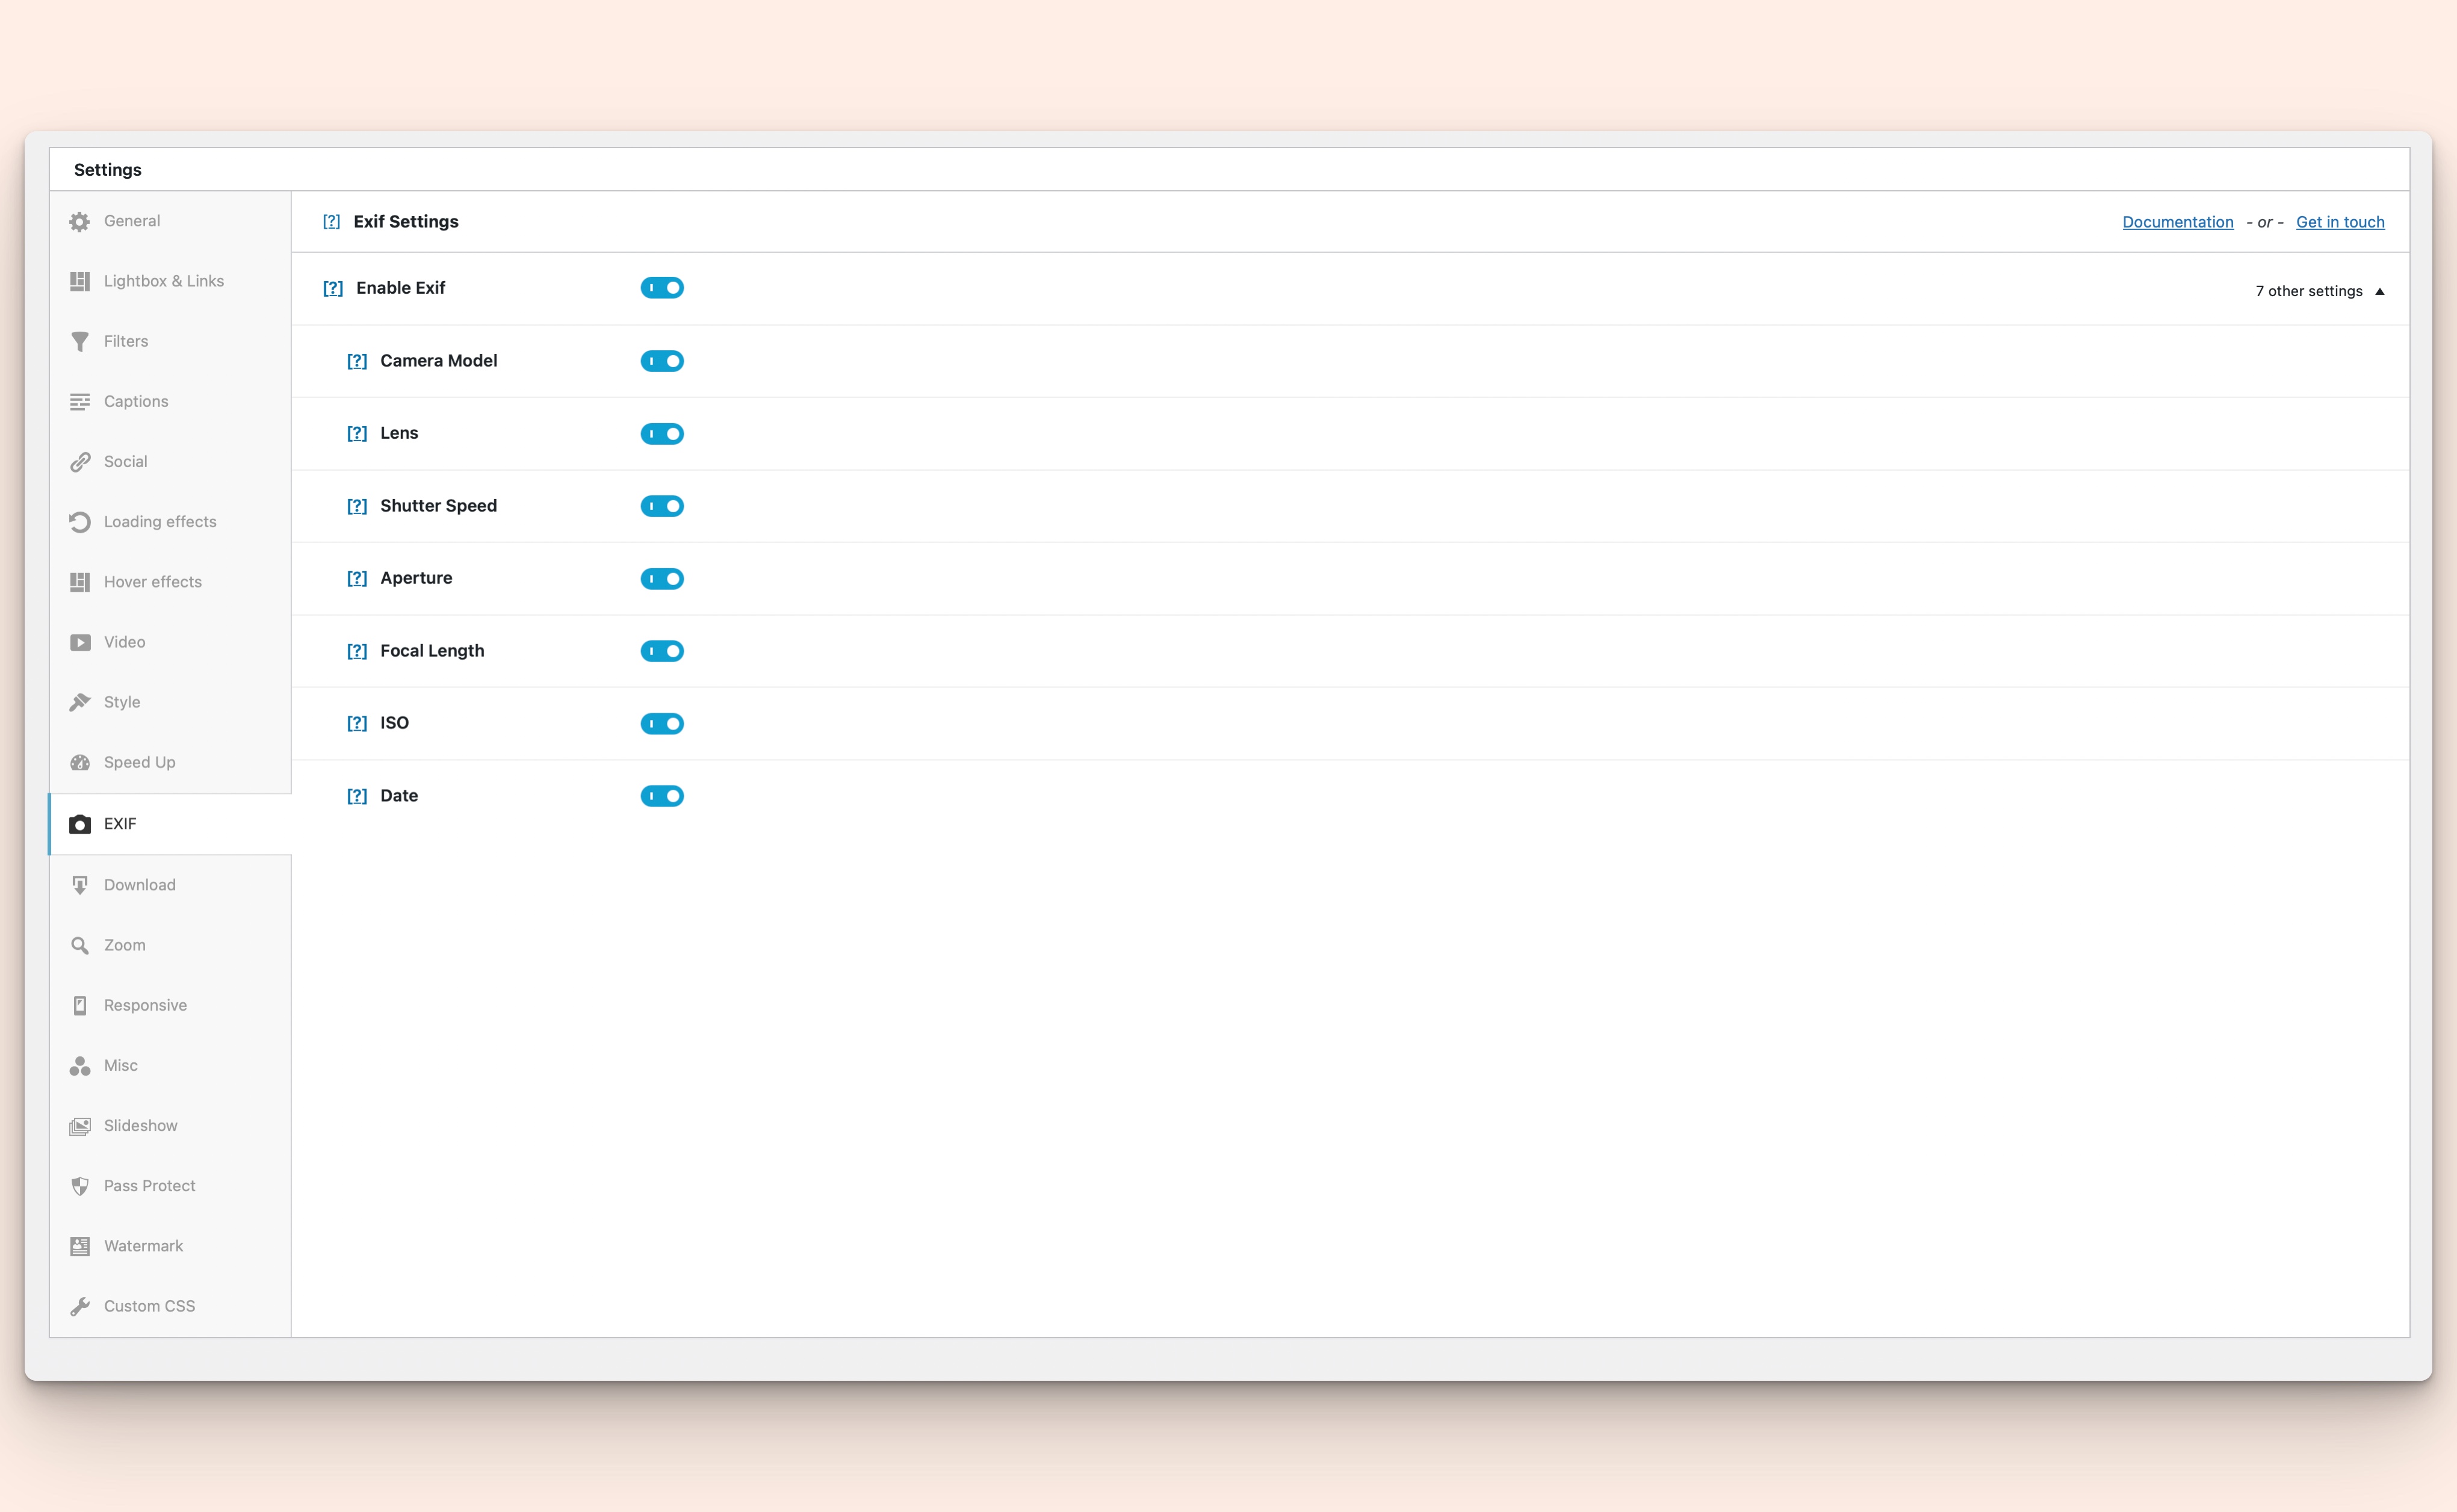 Settings
General
Lightbox & Links
Filters
Captions
Social
Loading effects
Hover effects
Video
Style
Speed Up
EXIF
Download
Zoom
Responsive
Misc
Slideshow
Pass Protect
Watermark
Custom CSS
[?] Exif Settings
Documentation - or - Get in touch
[?] Enable Exif
7 other settings ▲
[?] Camera Model
[?] Lens
[?] Shutter Speed
[?] Aperture
[?] Focal Length
[?] ISO
[?] Date